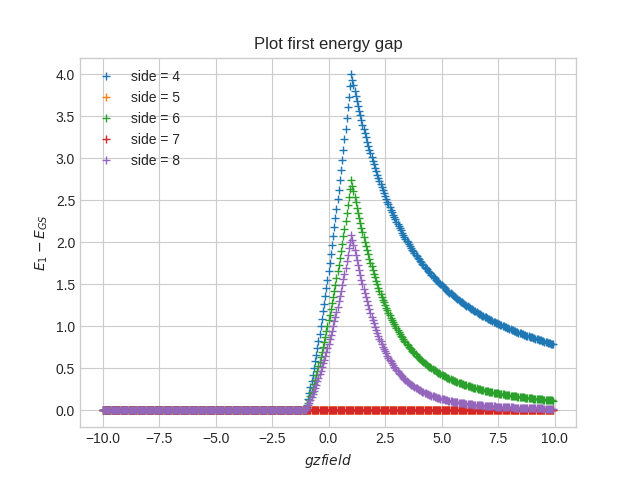 Plot first energy gap
side = 4
side = 5
side = 6
side = 7
side = 8
4.0
3.5
3.0
2.5
2.0
1.5
1.0
0.5
0.0
E₁ − E_GS
−10.0 −7.5 −5.0 −2.5 0.0 2.5 5.0 7.5 10.0
gzfield